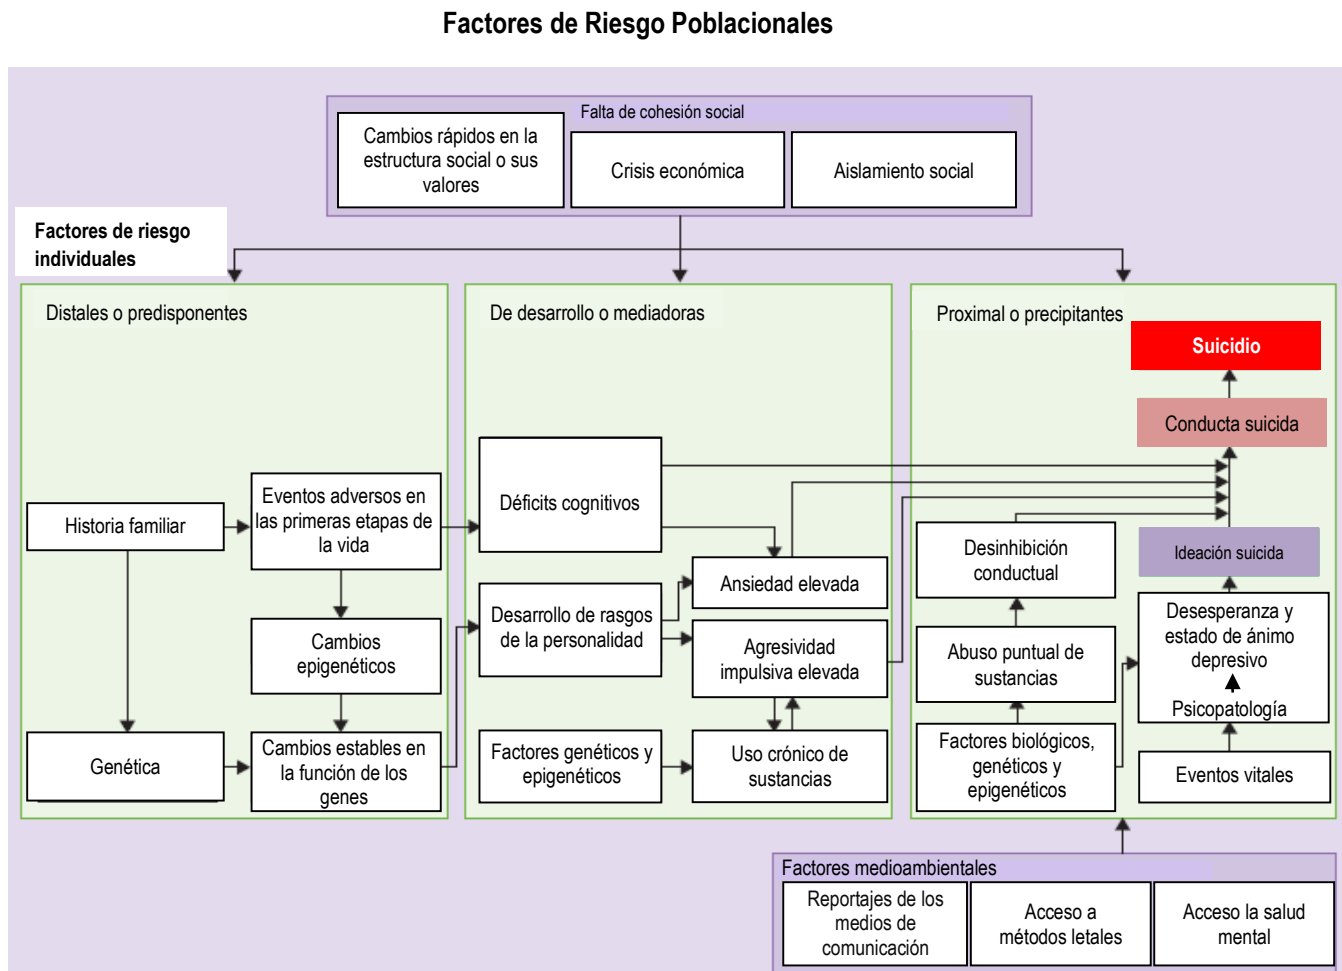 Factores de Riesgo Poblacionales
Falta de cohesión social
Cambios rápidos en la
estructura social o sus
valores
Crisis económica
Aislamiento social
Factores de riesgo
individuales
Distales o predisponentes
Historia familiar
Eventos adversos en
las primeras etapas de
la vida
Cambios
epigenéticos
Genética
Cambios estables en
la función de los
genes
De desarrollo o mediadoras
Déficits cognitivos
Ansiedad elevada
Desarrollo de rasgos
de la personalidad
Agresividad
impulsiva elevada
Factores genéticos y
epigenéticos
Uso crónico de
sustancias
Proximal o precipitantes
Suicidio
Conducta suicida
Ideación suicida
Desinhibición
conductual
Desesperanza y
estado de ánimo
depresivo
Psicopatología
Abuso puntual de
sustancias
Factores biológicos,
genéticos y
epigenéticos
Eventos vitales
Factores medioambientales
Reportajes de los
medios de
comunicación
Acceso a
métodos letales
Acceso la salud
mental